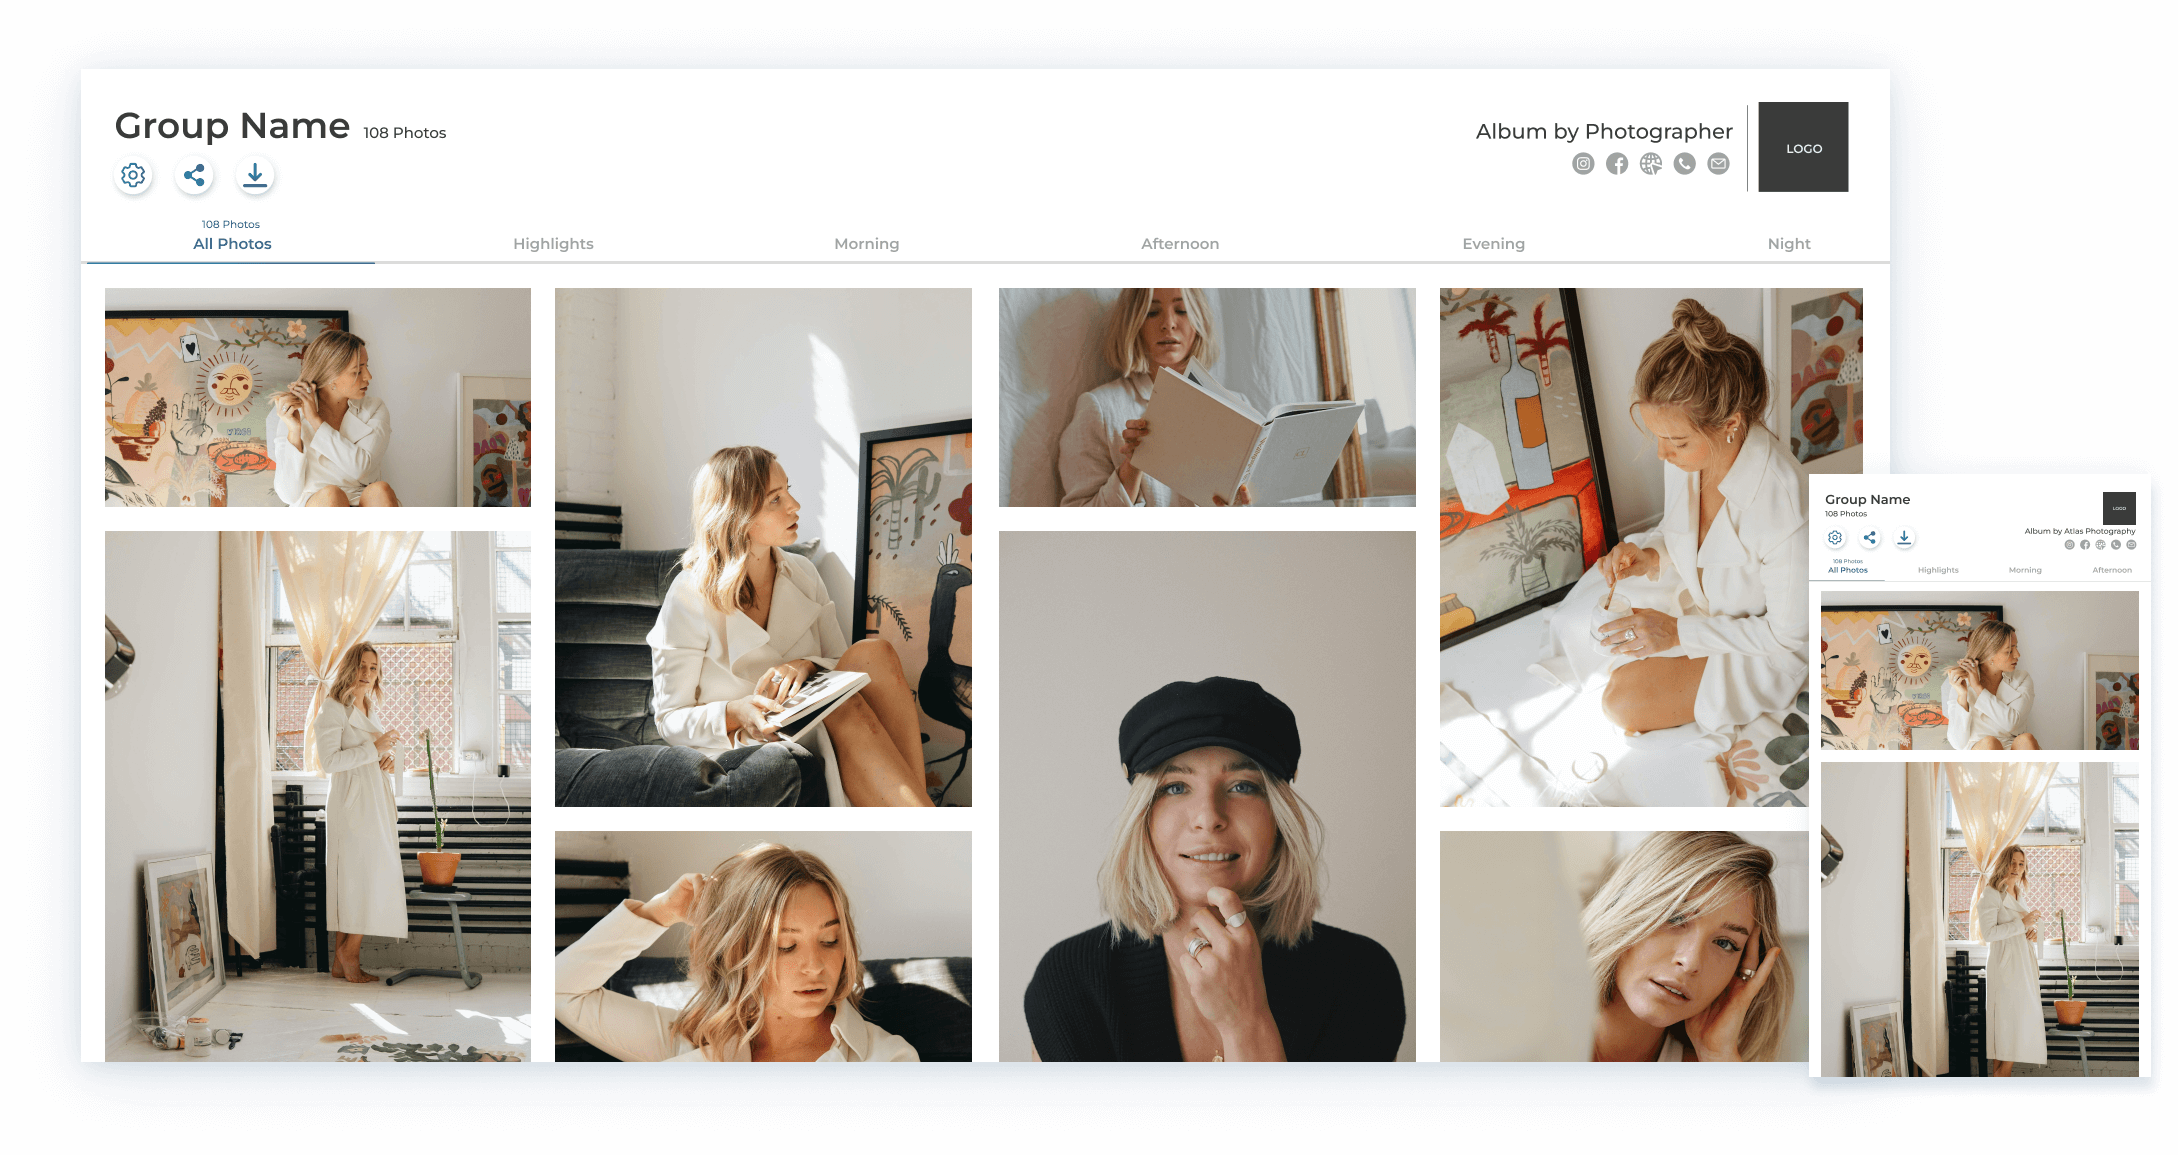 Group Name 108 Photos
Album by Photographer
LOGO
108 Photos
All Photos Highlights Morning Afternoon Evening Night
Group Name
108 Photos
LOGO
Album by Atlas Photography
108 Photos
All Photos Highlights Morning Afternoon